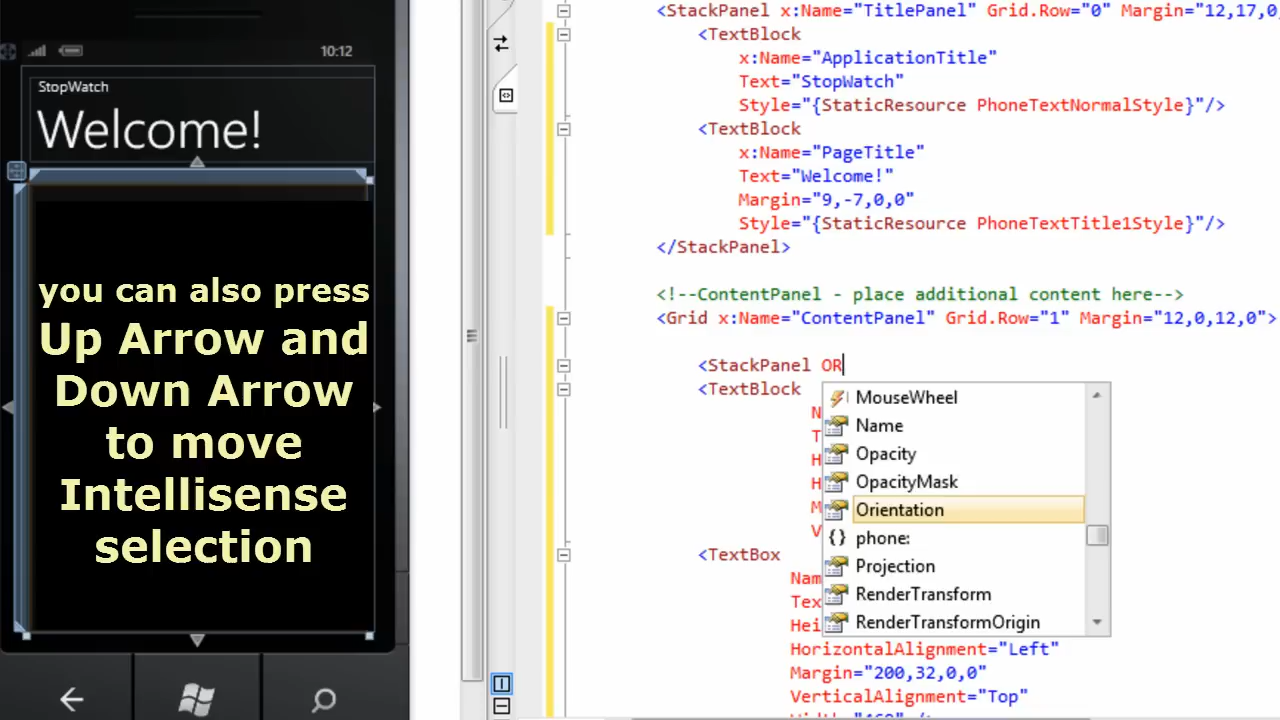 10:12
StopWatch
Welcome!
you can also press
Up Arrow and
Down Arrow
to move
Intellisense
selection
<StackPanel x:Name="TitlePanel" Grid.Row="0" Margin="12,17,0,
<TextBlock
x:Name="ApplicationTitle"
Text="StopWatch"
Style="{StaticResource PhoneTextNormalStyle}"/>
<TextBlock
x:Name="PageTitle"
Text="Welcome!"
Margin="9,-7,0,0"
Style="{StaticResource PhoneTextTitle1Style}"/>
</StackPanel>
<!--ContentPanel - place additional content here-->
<Grid x:Name="ContentPanel" Grid.Row="1" Margin="12,0,12,0">
<StackPanel OR
<TextBlock
N
T
H
H
M
V
MouseWheel
Name
Opacity
OpacityMask
Orientation
{} phone:
Projection
RenderTransform
RenderTransformOrigin
<TextBox
Nam
Tex
Hei
HorizontalAlignment="Left"
Margin="200,32,0,0"
VerticalAlignment="Top"